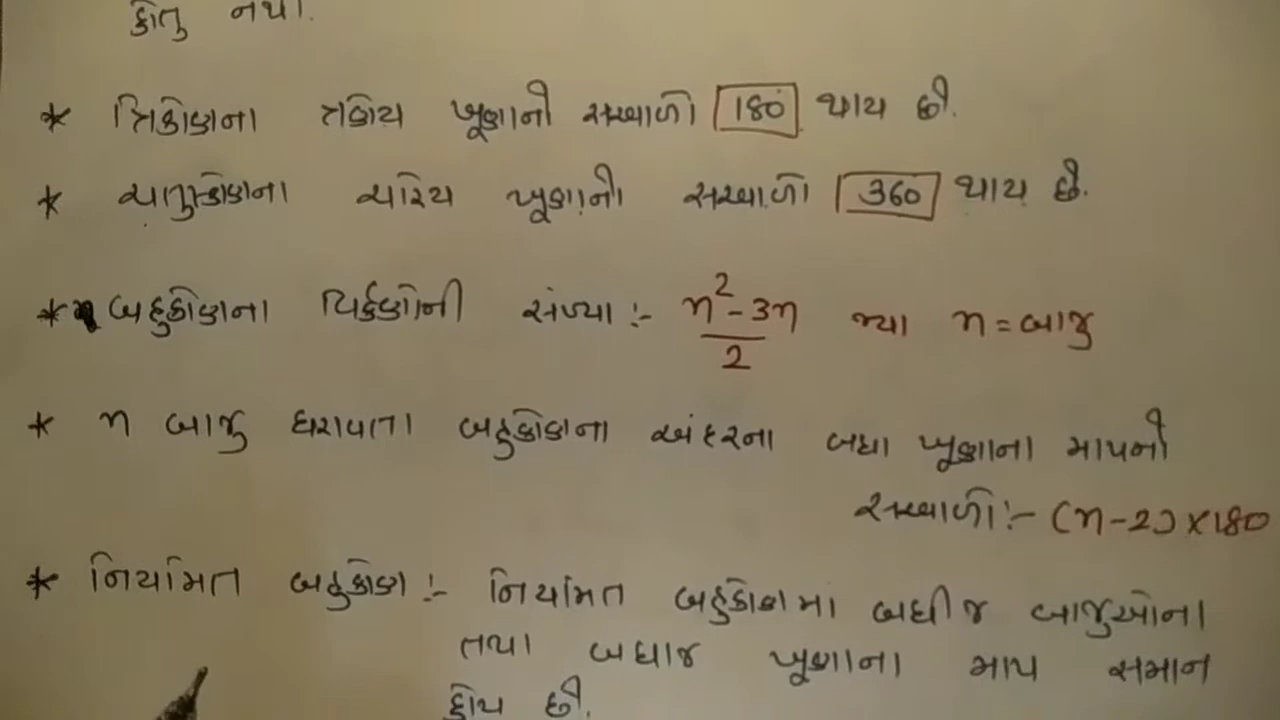 હોતુ નથી.
* ત્રિકોણના ત્રણેય ખૂણાનો સરવાળો 180 થાય છે.
* ચતુષ્કોણના ચારેય ખૂણાનો સરવાળો 360 થાય છે.
* બહુકોણના વિકર્ણોની સંખ્યા :- n²-3n/2 જ્યા n = બાજુ
* n બાજુ ધરાવતા બહુકોણના અંદરના બધા ખૂણાના માપનો
સરવાળો :- (n-2)×180
* નિયમિત બહુકોણ :- નિયમિત બહુકોણમા બધીજ બાજુઓના
તથા બધાજ ખૂણાના માપ સમાન
હોય છે.